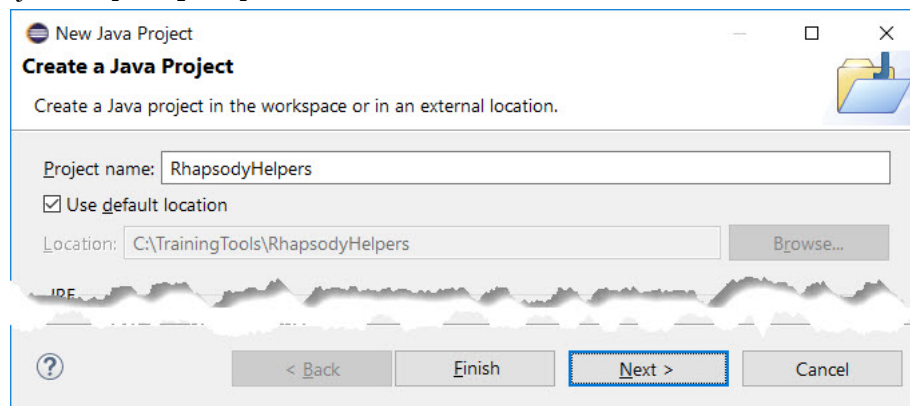 New Java Project
Create a Java Project
Create a Java project in the workspace or in an external location.
Project name: RhapsodyHelpers
Use default location
Location: C:\TrainingTools\RhapsodyHelpers Browse...
JRE
< Back Finish Next > Cancel